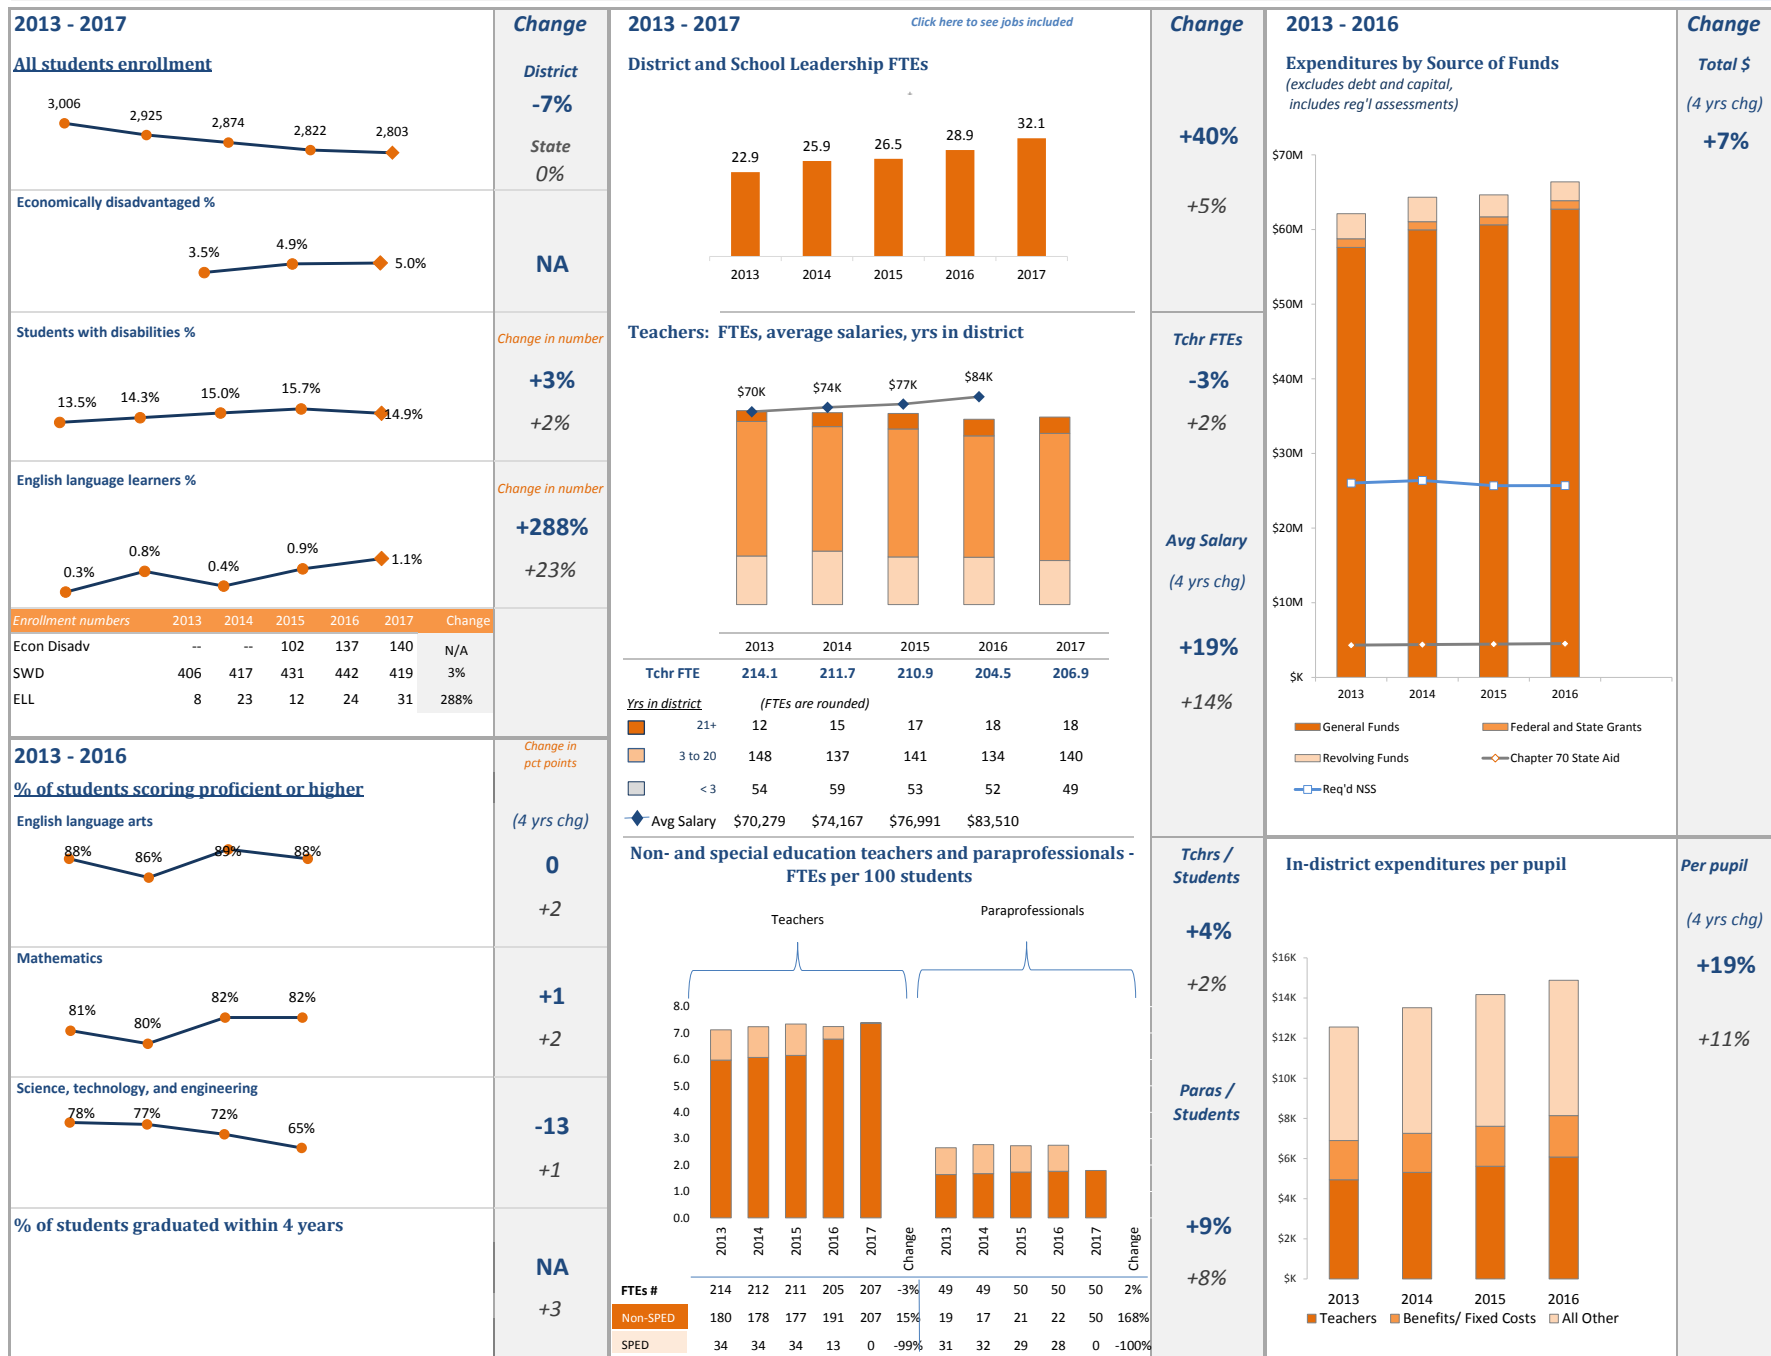 2013 - 2017
Change
All students enrollment
District
-7%
State
0%
3,006
2,925
2,874
2,822
2,803
Economically disadvantaged %
3.5%
4.9%
5.0%
NA
Students with disabilities %
Change in number
13.5%
14.3%
15.0%
15.7%
14.9%
+3%
+2%
English language learners %
Change in number
0.3%
0.8%
0.4%
0.9%
1.1%
+288%
+23%
Enrollment numbers 2013 2014 2015 2016 2017 Change
Econ Disadv -- -- 102 137 140 N/A
SWD 406 417 431 442 419 3%
ELL 8 23 12 24 31 288%
2013 - 2016
Change in
pct points
% of students scoring proficient or higher
English language arts
(4 yrs chg)
88%
86%
89%
88%
0
+2
Mathematics
81%
80%
82%
82%
+1
+2
Science, technology, and engineering
78%
77%
72%
65%
-13
+1
% of students graduated within 4 years
NA
+3
2013 - 2017
Click here to see jobs included
Change
District and School Leadership FTEs
22.9
25.9
26.5
28.9
32.1
2013 2014 2015 2016 2017
+40%
+5%
Teachers: FTEs, average salaries, yrs in district
Tchr FTEs
-3%
+2%
$70K
$74K
$77K
$84K
Avg Salary
(4 yrs chg)
+19%
+14%
2013 2014 2015 2016 2017
Tchr FTE 214.1 211.7 210.9 204.5 206.9
Yrs in district (FTEs are rounded)
21+ 12 15 17 18 18
3 to 20 148 137 141 134 140
< 3 54 59 53 52 49
Avg Salary $70,279 $74,167 $76,991 $83,510
Non- and special education teachers and paraprofessionals -
FTEs per 100 students
Tchrs /
Students
+4%
+2%
Paras /
Students
+9%
+8%
Teachers
Paraprofessionals
8.0
7.0
6.0
5.0
4.0
3.0
2.0
1.0
0.0
2013 2014 2015 2016 2017 Change 2013 2014 2015 2016 2017 Change
FTEs # 214 212 211 205 207 -3% 49 49 50 50 50 2%
Non-SPED 180 178 177 191 207 15% 19 17 21 22 50 168%
SPED 34 34 34 13 0 -99% 31 32 29 28 0 -100%
2013 - 2016
Change
Expenditures by Source of Funds
(excludes debt and capital,
includes reg'l assessments)
Total $
(4 yrs chg)
+7%
$70M
$60M
$50M
$40M
$30M
$20M
$10M
$K
2013 2014 2015 2016
General Funds
Federal and State Grants
Revolving Funds
Chapter 70 State Aid
Req'd NSS
In-district expenditures per pupil
Per pupil
(4 yrs chg)
+19%
+11%
$16K
$14K
$12K
$10K
$8K
$6K
$4K
$2K
$K
2013 2014 2015 2016
Teachers Benefits/ Fixed Costs All Other